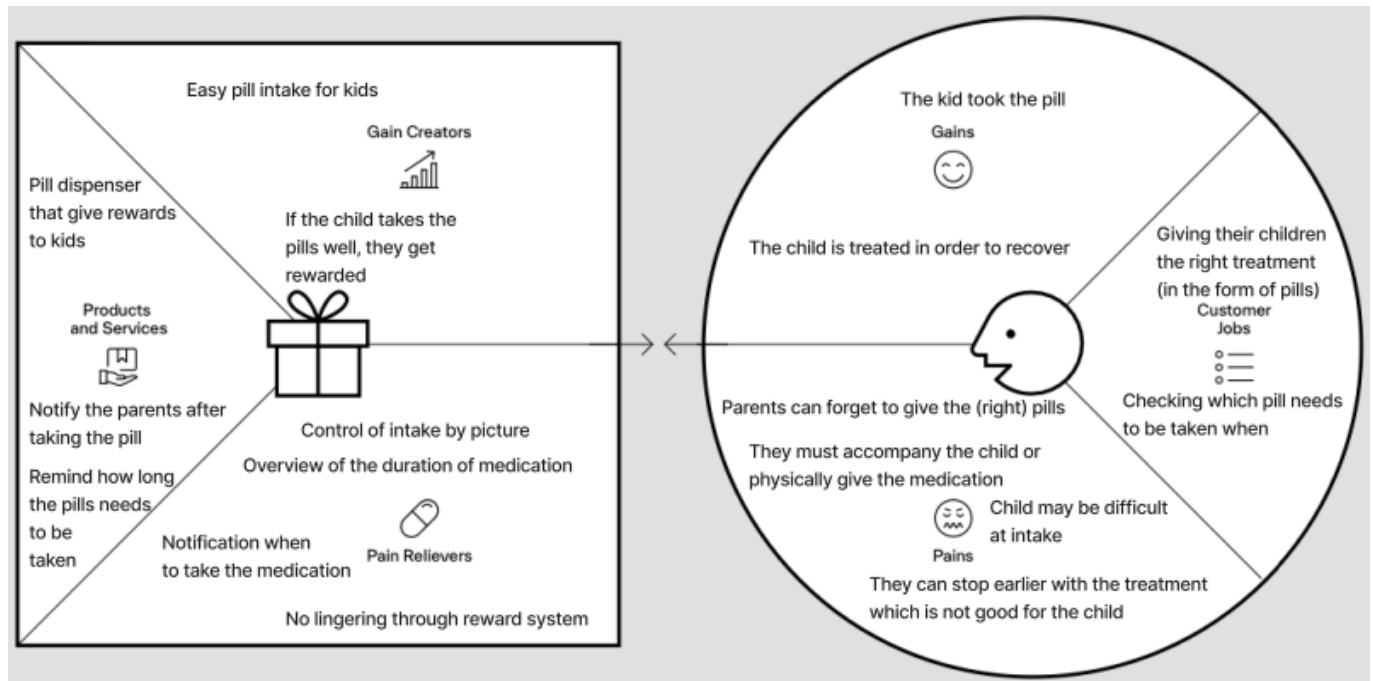 Easy pill intake for kids
Gain Creators
If the child takes the
pills well, they get
rewarded
Pill dispenser
that give rewards
to kids
Products
and Services
Notify the parents after
taking the pill
Remind how long
the pills needs
to be
taken
Control of intake by picture
Overview of the duration of medication
Notification when
to take the medication
Pain Relievers
No lingering through reward system
The kid took the pill
Gains
The child is treated in order to recover
Giving their children
the right treatment
(in the form of pills)
Customer
Jobs
Checking which pill needs
to be taken when
Parents can forget to give the (right) pills
They must accompany the child or
physically give the medication
Child may be difficult
at intake
Pains
They can stop earlier with the treatment
which is not good for the child